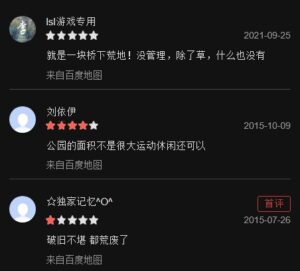 lsl游戏专用
2021-09-25
就是一块桥下荒地！没管理，除了草，什么也没有
来自百度地图
刘依伊
2015-10-09
公园的面积不是很大运动休闲还可以
来自百度地图
☆独家记忆^O^
首评
2015-07-26
破旧不堪 都荒废了
来自百度地图